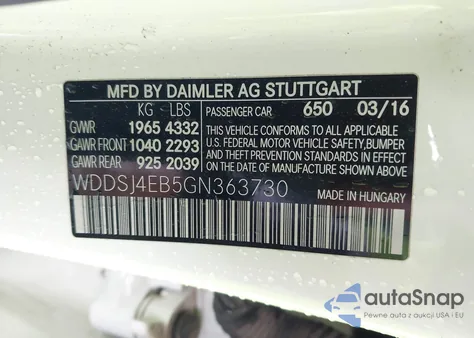 MFD BY DAIMLER AG STUTTGART
KG LBS PASSENGER CAR 650 03/16
GVWR 1965 4332 THIS VEHICLE CONFORMS TO ALL APPLICABLE
GAWR FRONT 1040 2293 U.S. FEDERAL MOTOR VEHICLE SAFETY, BUMPER
GAWR REAR 925 2039 AND THEFT PREVENTION STANDARDS IN EFFECT
ON THE DATE OF MANUFACTURE SHOWN ABOVE.
WDDSJ4EB5GN363730 MADE IN HUNGARY
autoSnap
Pewne auta z aukcji USA i EU